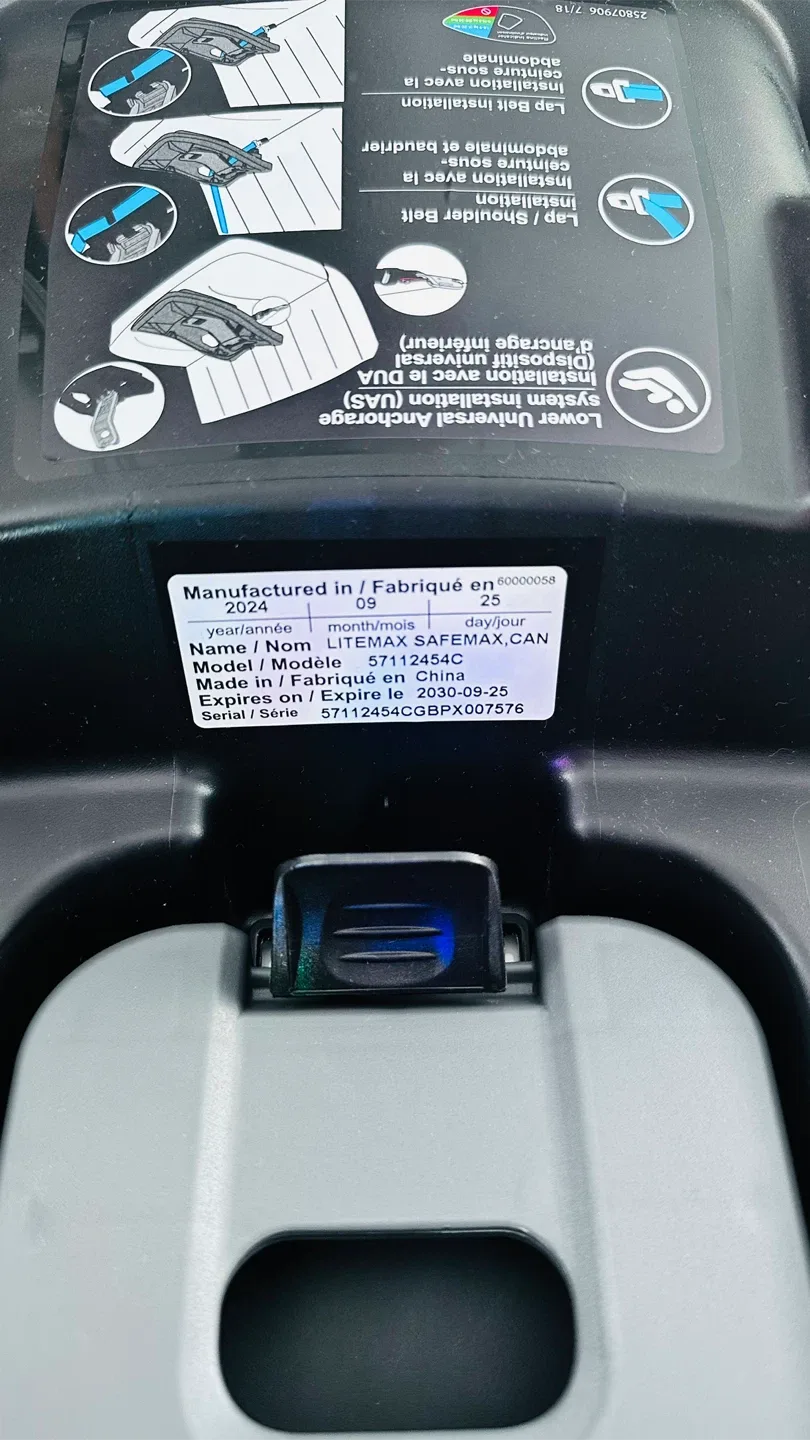 Manufactured in / Fabriqué en 60000058
2024 09 25
year/année month/mois day/jour
Name / Nom LITEMAX SAFEMAX,CAN
Model / Modèle 57112454C
Made in / Fabriqué en China
Expires on / Expire le 2030-09-25
Serial / Série 57112454CGBPX007576
Lower Universal Anchorage
system installation (UAS)
Installation avec le DUA
(Dispositif universel
d'ancrage inférieur)
Lap / Shoulder Belt
installation
Installation avec la
ceinture sous-
abdominale et baudrier
Lap Belt installation
Installation avec la
ceinture sous-
abdominale
Recline Indicator
25807906 7/18